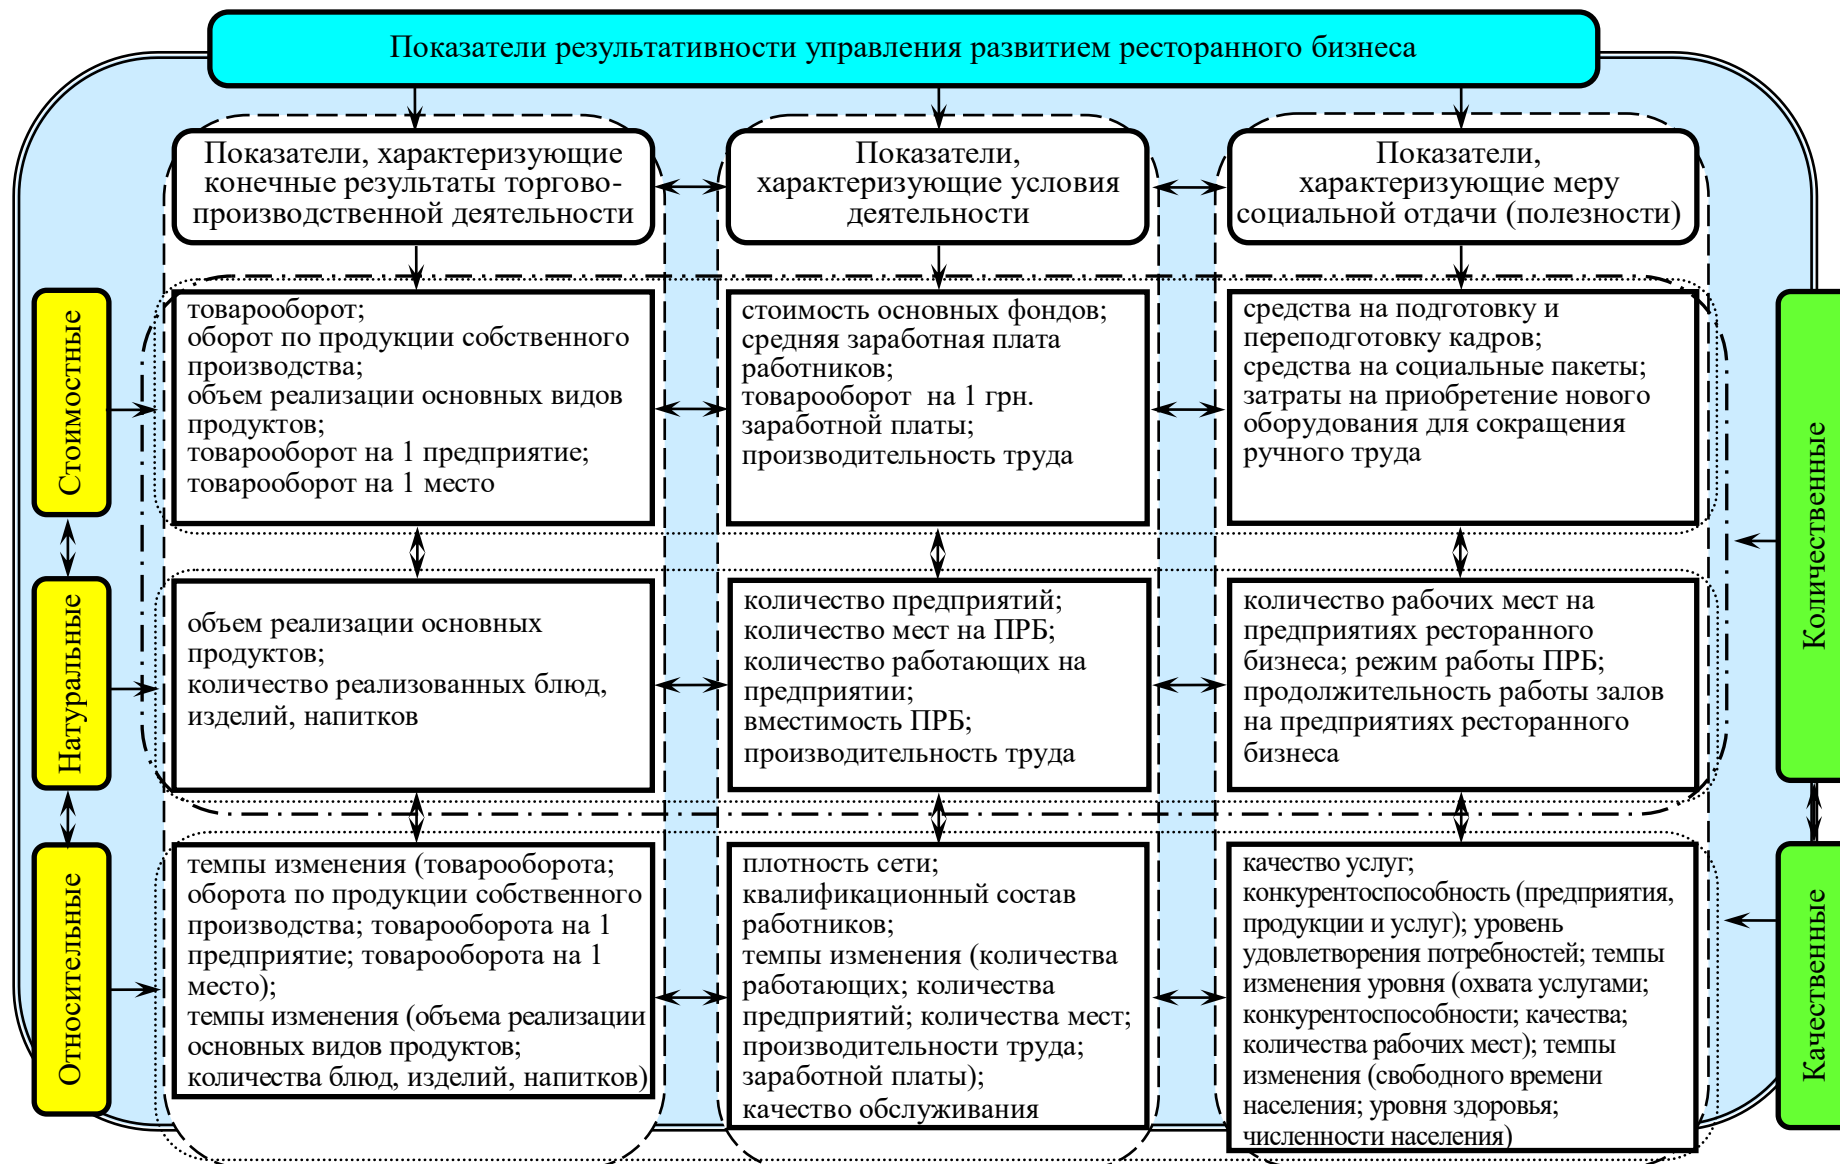 Показатели результативности управления развитием ресторанного бизнеса
Показатели, характеризующие
конечные результаты торгово-
производственной деятельности
Показатели,
характеризующие условия
деятельности
Показатели,
характеризующие меру
социальной отдачи (полезности)
Стоимостные
товарооборот;
оборот по продукции собственного
производства;
объем реализации основных видов
продуктов;
товарооборот на 1 предприятие;
товарооборот на 1 место
стоимость основных фондов;
средняя заработная плата
работников;
товарооборот на 1 грн.
заработной платы;
производительность труда
средства на подготовку и
переподготовку кадров;
средства на социальные пакеты;
затраты на приобретение нового
оборудования для сокращения
ручного труда
Количественные
Натуральные
объем реализации основных
продуктов;
количество реализованных блюд,
изделий, напитков
количество предприятий;
количество мест на ПРБ;
количество работающих на
предприятии;
вместимость ПРБ;
производительность труда
количество рабочих мест на
предприятиях ресторанного
бизнеса; режим работы ПРБ;
продолжительность работы залов
на предприятиях ресторанного
бизнеса
Относительные
темпы изменения (товарооборота;
оборота по продукции собственного
производства; товарооборота на 1
предприятие; товарооборота на 1
место);
темпы изменения (объема реализации
основных видов продуктов;
количества блюд, изделий, напитков)
плотность сети;
квалификационный состав
работников;
темпы изменения (количества
работающих; количества
предприятий; количества мест;
производительности труда;
заработной платы);
качество обслуживания
качество услуг;
конкурентоспособность (предприятия,
продукции и услуг); уровень
удовлетворения потребностей; темпы
изменения уровня (охвата услугами;
конкурентоспособности; качества;
количества рабочих мест); темпы
изменения (свободного времени
населения; уровня здоровья;
численности населения)
Качественные